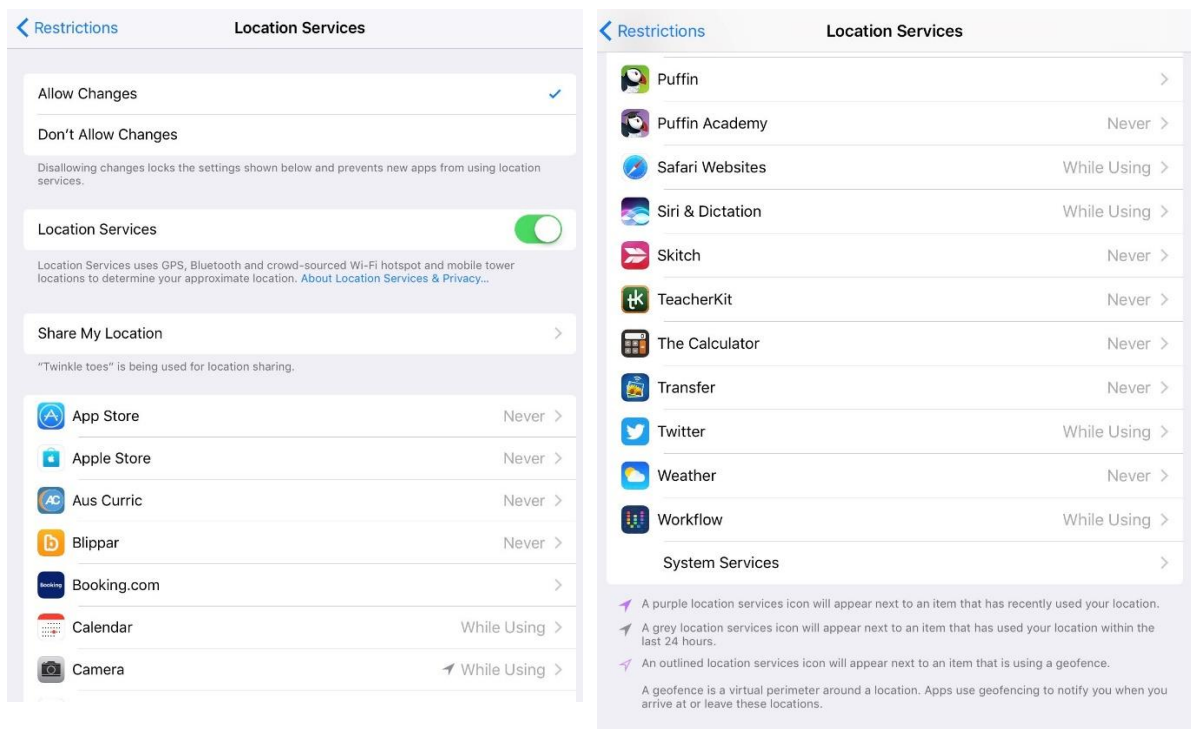 Restrictions
Location Services
Allow Changes
Don't Allow Changes
Disallowing changes locks the settings shown below and prevents new apps from using location
services.
Location Services
Location Services uses GPS, Bluetooth and crowd-sourced Wi-Fi hotspot and mobile tower
locations to determine your approximate location. About Location Services & Privacy...
Share My Location
"Twinkle toes" is being used for location sharing.
App Store Never
Apple Store Never
AC Aus Curric Never
b Blippar Never
Booking Booking.com
Calendar While Using
Camera While Using
Restrictions
Location Services
Puffin
Puffin Academy Never
Safari Websites While Using
Siri & Dictation While Using
Skitch Never
tk TeacherKit Never
The Calculator Never
Transfer Never
Twitter While Using
Weather Never
Workflow While Using
System Services
A purple location services icon will appear next to an item that has recently used your location.
A grey location services icon will appear next to an item that has used your location within the
last 24 hours.
An outlined location services icon will appear next to an item that is using a geofence.
A geofence is a virtual perimeter around a location. Apps use geofencing to notify you when you
arrive at or leave these locations.